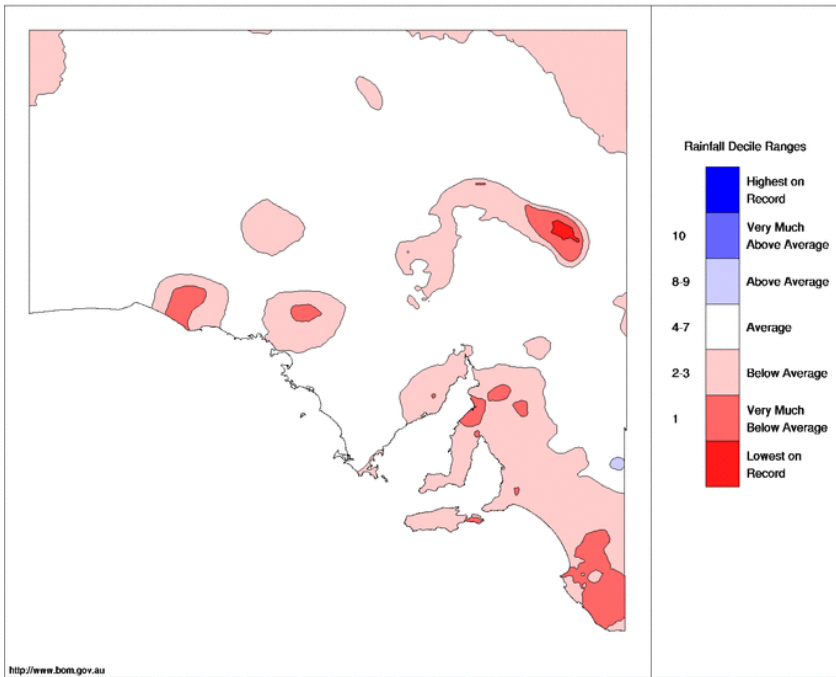 Rainfall Decile Ranges
Highest on
Record
10
Very Much
Above Average
8-9
Above Average
4-7
Average
2-3
Below Average
1
Very Much
Below Average
Lowest on
Record
http://www.bom.gov.au